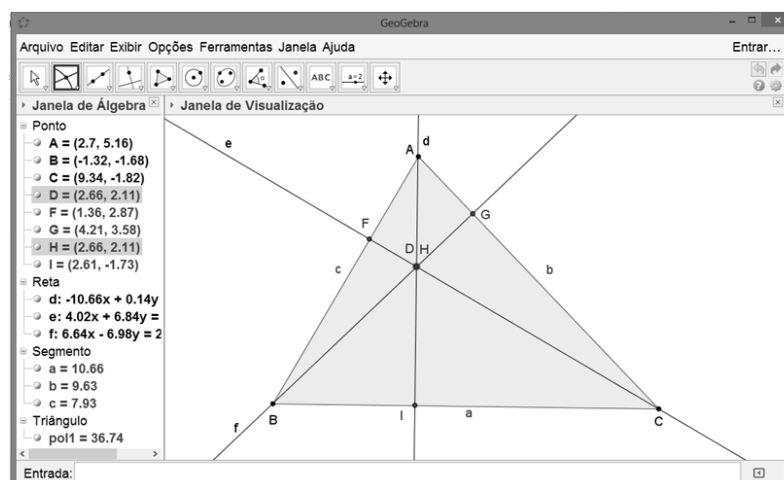 GeoGebra
Arquivo Editar Exibir Opções Ferramentas Janela Ajuda
Entrar...
ABC
a=2
Janela de Álgebra
Janela de Visualização
Ponto
A = (2.7, 5.16)
B = (-1.32, -1.68)
C = (9.34, -1.82)
D = (2.66, 2.11)
F = (1.36, 2.87)
G = (4.21, 3.58)
H = (2.66, 2.11)
I = (2.61, -1.73)
Reta
d: -10.66x + 0.14y
e: 4.02x + 6.84y =
f: 6.64x - 6.98y = 2
Segmento
a = 10.66
b = 9.63
c = 7.93
Triângulo
pol1 = 36.74
e
A
d
F
G
D
H
c
b
B
I
a
C
f
Entrada: